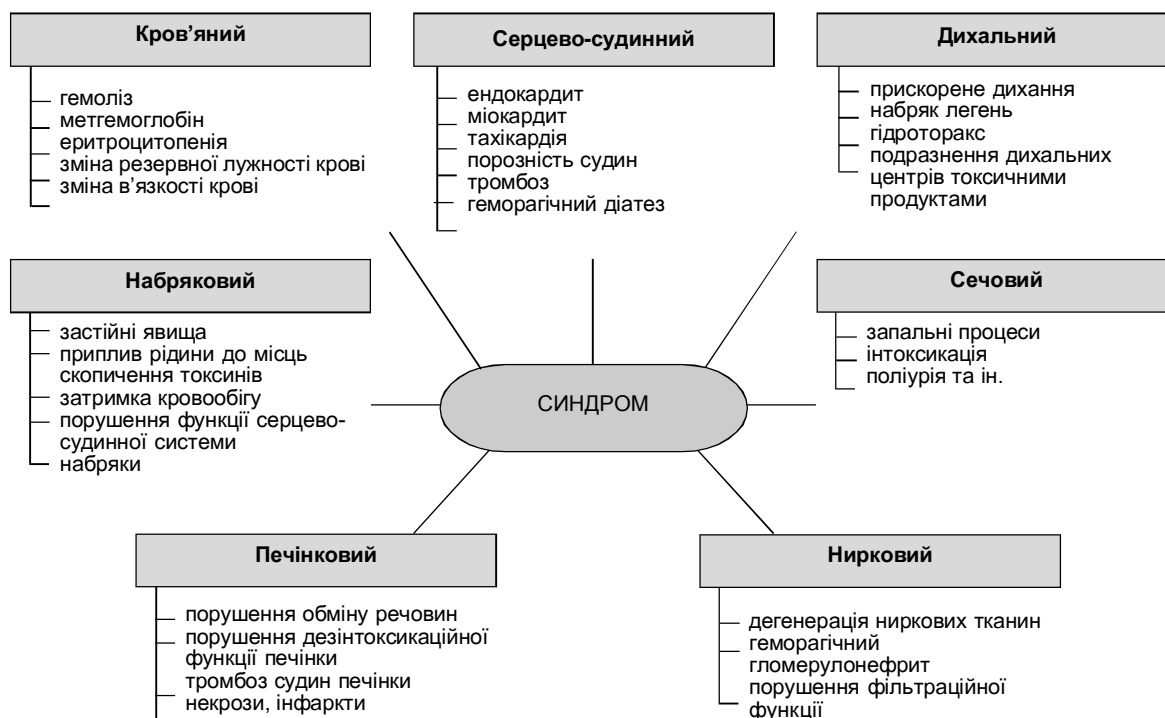 Кров’яний
гемоліз
метгемоглобін
еритроцитопенія
зміна резервної лужності крові
зміна в’язкості крові
Серцево-судинний
ендокардит
міокардит
тахікардія
порозність судин
тромбоз
геморагічний діатез
Дихальний
прискорене дихання
набряк легень
гідроторакс
подразнення дихальних
центрів токсичними
продуктами
Набряковий
застійні явища
приплив рідини до місць
скопичення токсинів
затримка кровообігу
порушення функції серцево-
судинної системи
набряки
СИНДРОМ
Сечовий
запальні процеси
інтоксикація
поліурія та ін.
Печінковий
порушення обміну речовин
порушення дезінтоксикаційної
функції печінки
тромбоз судин печінки
некрози, інфаркти
Нирковий
дегенерація ниркових тканин
геморагічний
гломерулонефрит
порушення фільтраційної
функції